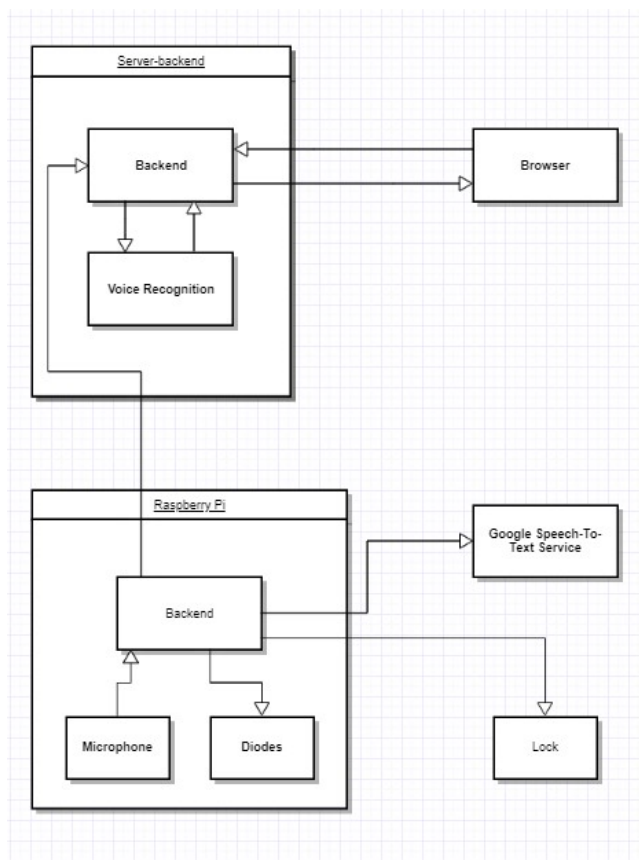 Server-backend
Backend
Browser
Voice Recognition
Raspberry Pi
Google Speech-To-
Text Service
Backend
Microphone
Diodes
Lock